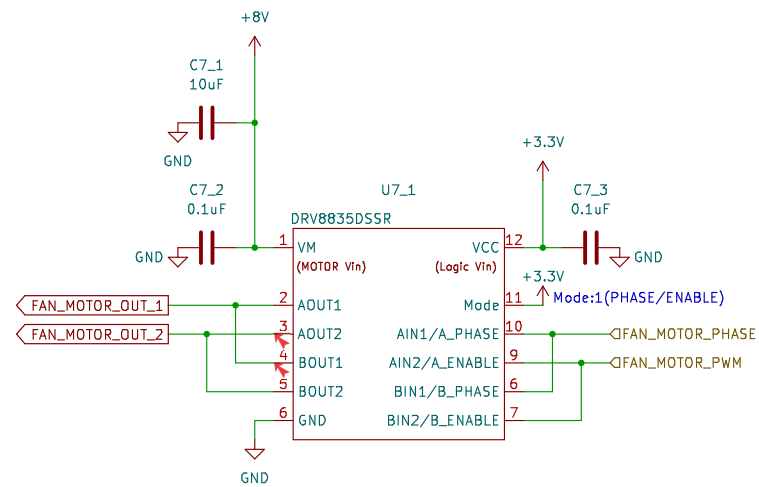 +8V
C7_1
10uF
GND
+3.3V
C7_2
0.1uF
U7_1
C7_3
0.1uF
DRV8835DSSR
GND
1 VM
VCC 12
GND
(MOTOR Vin)
(Logic Vin)
+3.3V
FAN_MOTOR_OUT_1
2 AOUT1
Mode 11
Mode:1(PHASE/ENABLE)
FAN_MOTOR_OUT_2
3 AOUT2
AIN1/A_PHASE 10
FAN_MOTOR_PHASE
4 BOUT1
AIN2/A_ENABLE 9
FAN_MOTOR_PWM
5 BOUT2
BIN1/B_PHASE 6
6 GND
BIN2/B_ENABLE 7
GND